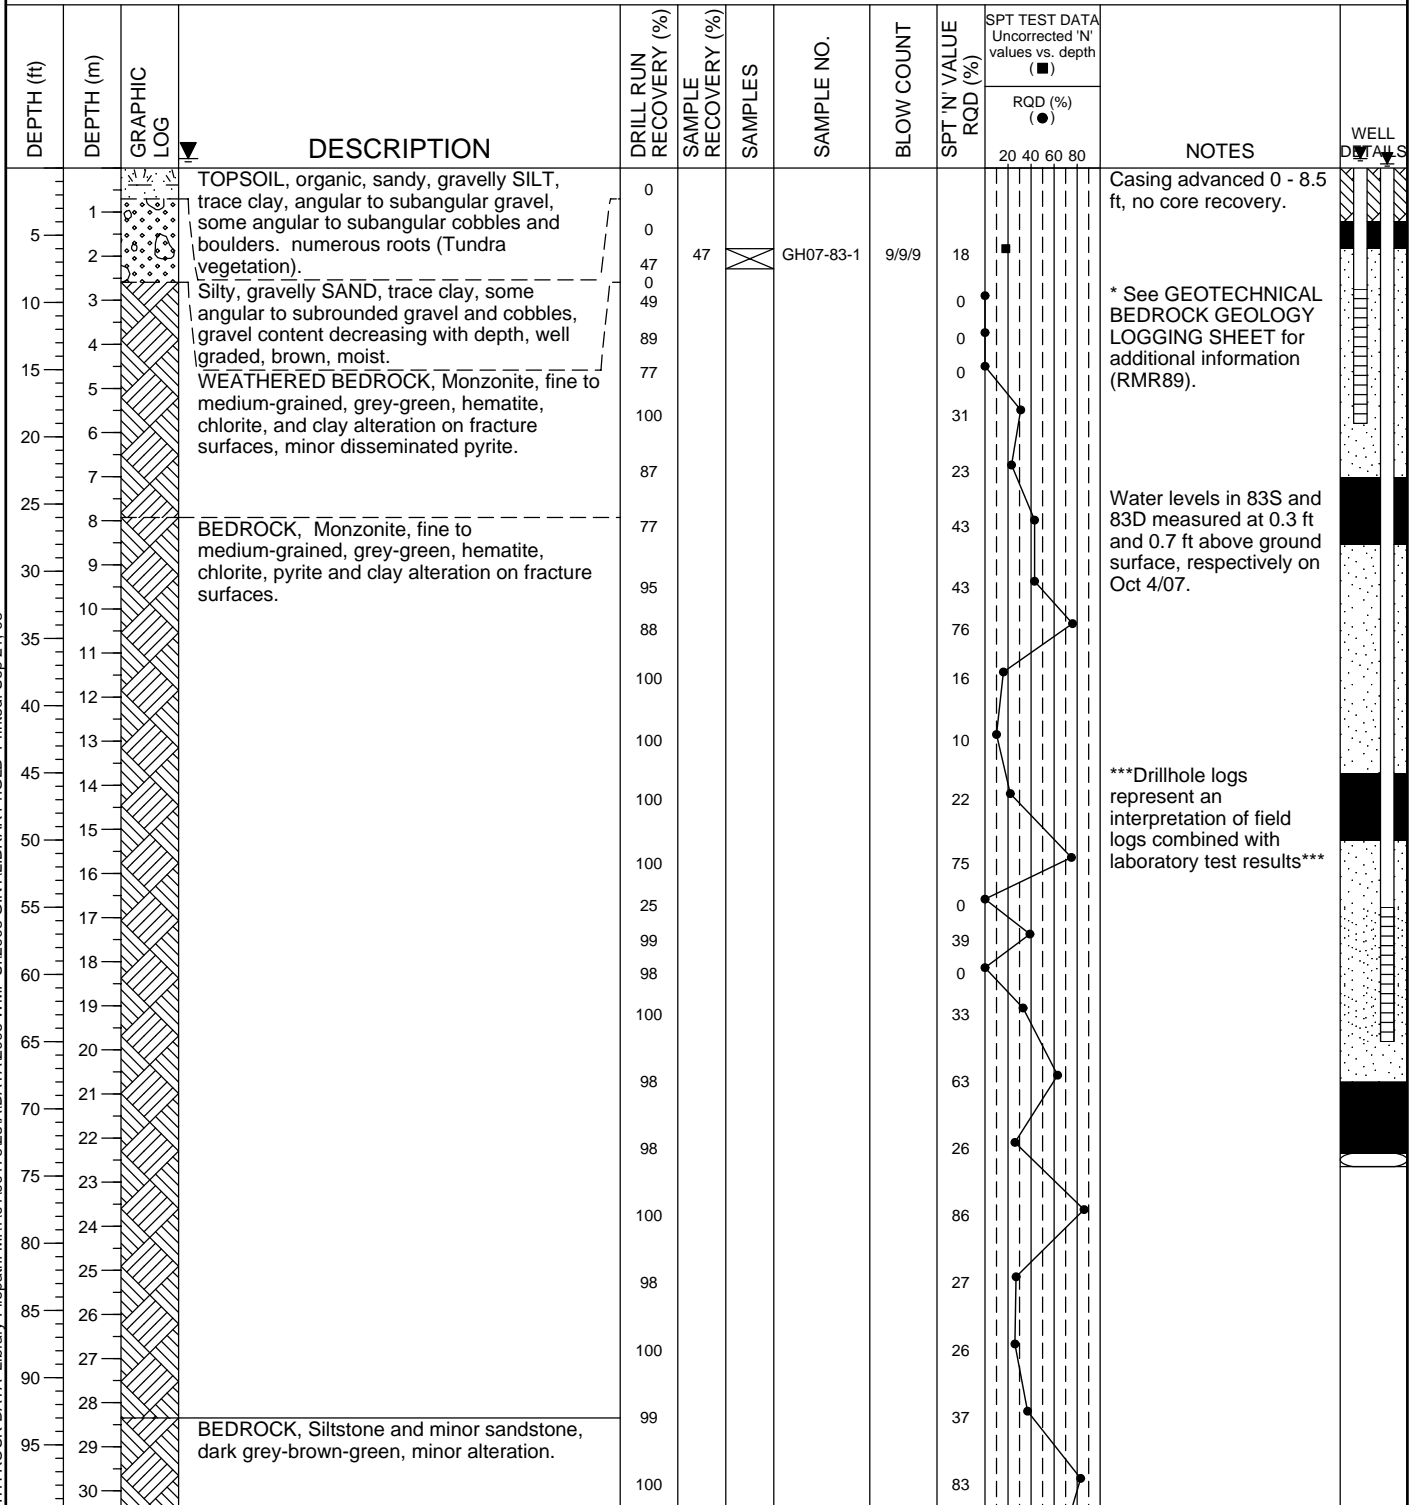 DEPTH (ft)
DEPTH (m)
GRAPHIC
LOG
DESCRIPTION
DRILL RUN
RECOVERY (%)
SAMPLE
RECOVERY (%)
SAMPLES
SAMPLE NO.
BLOW COUNT
SPT 'N' VALUE
RQD (%)
SPT TEST DATA
Uncorrected 'N'
values vs. depth
(■)
RQD (%)
(●)
20 40 60 80
NOTES
WELL
DETAILS
TOPSOIL, organic, sandy, gravelly SILT,
trace clay, angular to subangular gravel,
some angular to subangular cobbles and
boulders. numerous roots (Tundra
vegetation).
Silty, gravelly SAND, trace clay, some
angular to subrounded gravel and cobbles,
gravel content decreasing with depth, well
graded, brown, moist.
WEATHERED BEDROCK, Monzonite, fine to
medium-grained, grey-green, hematite,
chlorite, and clay alteration on fracture
surfaces, minor disseminated pyrite.
BEDROCK, Monzonite, fine to
medium-grained, grey-green, hematite,
chlorite, pyrite and clay alteration on fracture
surfaces.
BEDROCK, Siltstone and minor sandstone,
dark grey-brown-green, minor alteration.
5
10
15
20
25
30
35
40
45
50
55
60
65
70
75
80
85
90
95
1
2
3
4
5
6
7
8
9
10
11
12
13
14
15
16
17
18
19
20
21
22
23
24
25
26
27
28
29
30
0
0
47
0
49
89
77
100
87
77
95
88
100
100
100
100
25
99
98
100
98
98
100
98
100
99
100
47
GH07-83-1
9/9/9
18
0
0
0
31
23
43
43
76
16
10
22
75
0
39
0
33
63
26
86
27
26
37
83
Casing advanced 0 - 8.5
ft, no core recovery.
* See GEOTECHNICAL
BEDROCK GEOLOGY
LOGGING SHEET for
additional information
(RMR89).
Water levels in 83S and
83D measured at 0.3 ft
and 0.7 ft above ground
surface, respectively on
Oct 4/07.
***Drillhole logs
represent an
interpretation of field
logs combined with
laboratory test results***